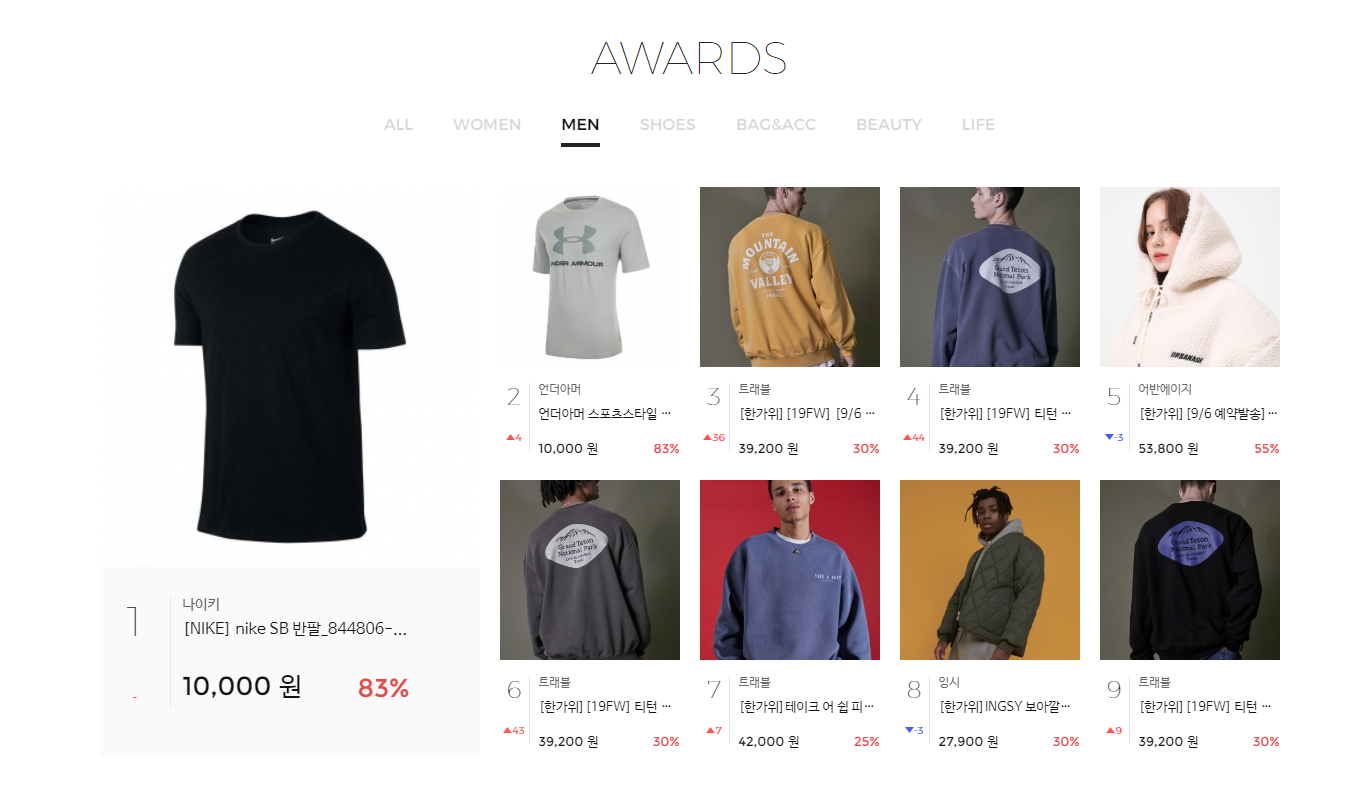 AWARDS
ALL WOMEN MEN SHOES BAG&ACC BEAUTY LIFE
1
-
나이키
[NIKE] nike SB 반팔_844806-...
10,000 원 83%
UNDER ARMOUR
2
▲4
언더아머
언더아머 스포츠스타일 ...
10,000 원 83%
THE
MOUNTAIN
VALLEY
3
▲36
트래블
[한가위] [19FW] [9/6 ...
39,200 원 30%
Grand Teton
National Park
4
▲44
트래블
[한가위] [19FW] 티턴 ...
39,200 원 30%
URBANAGE
5
▼-3
어반에이지
[한가위] [9/6 예약발송] ...
53,800 원 55%
Grand Teton
National Park
6
▲43
트래블
[한가위] [19FW] 티턴 ...
39,200 원 30%
7
▲7
트래블
[한가위]테이크 어 쉽 피...
42,000 원 25%
8
▼-3
잉시
[한가위]INGSY 보아깔...
27,900 원 30%
Grand Teton
National Park
9
▲9
트래블
[한가위] [19FW] 티턴 ...
39,200 원 30%